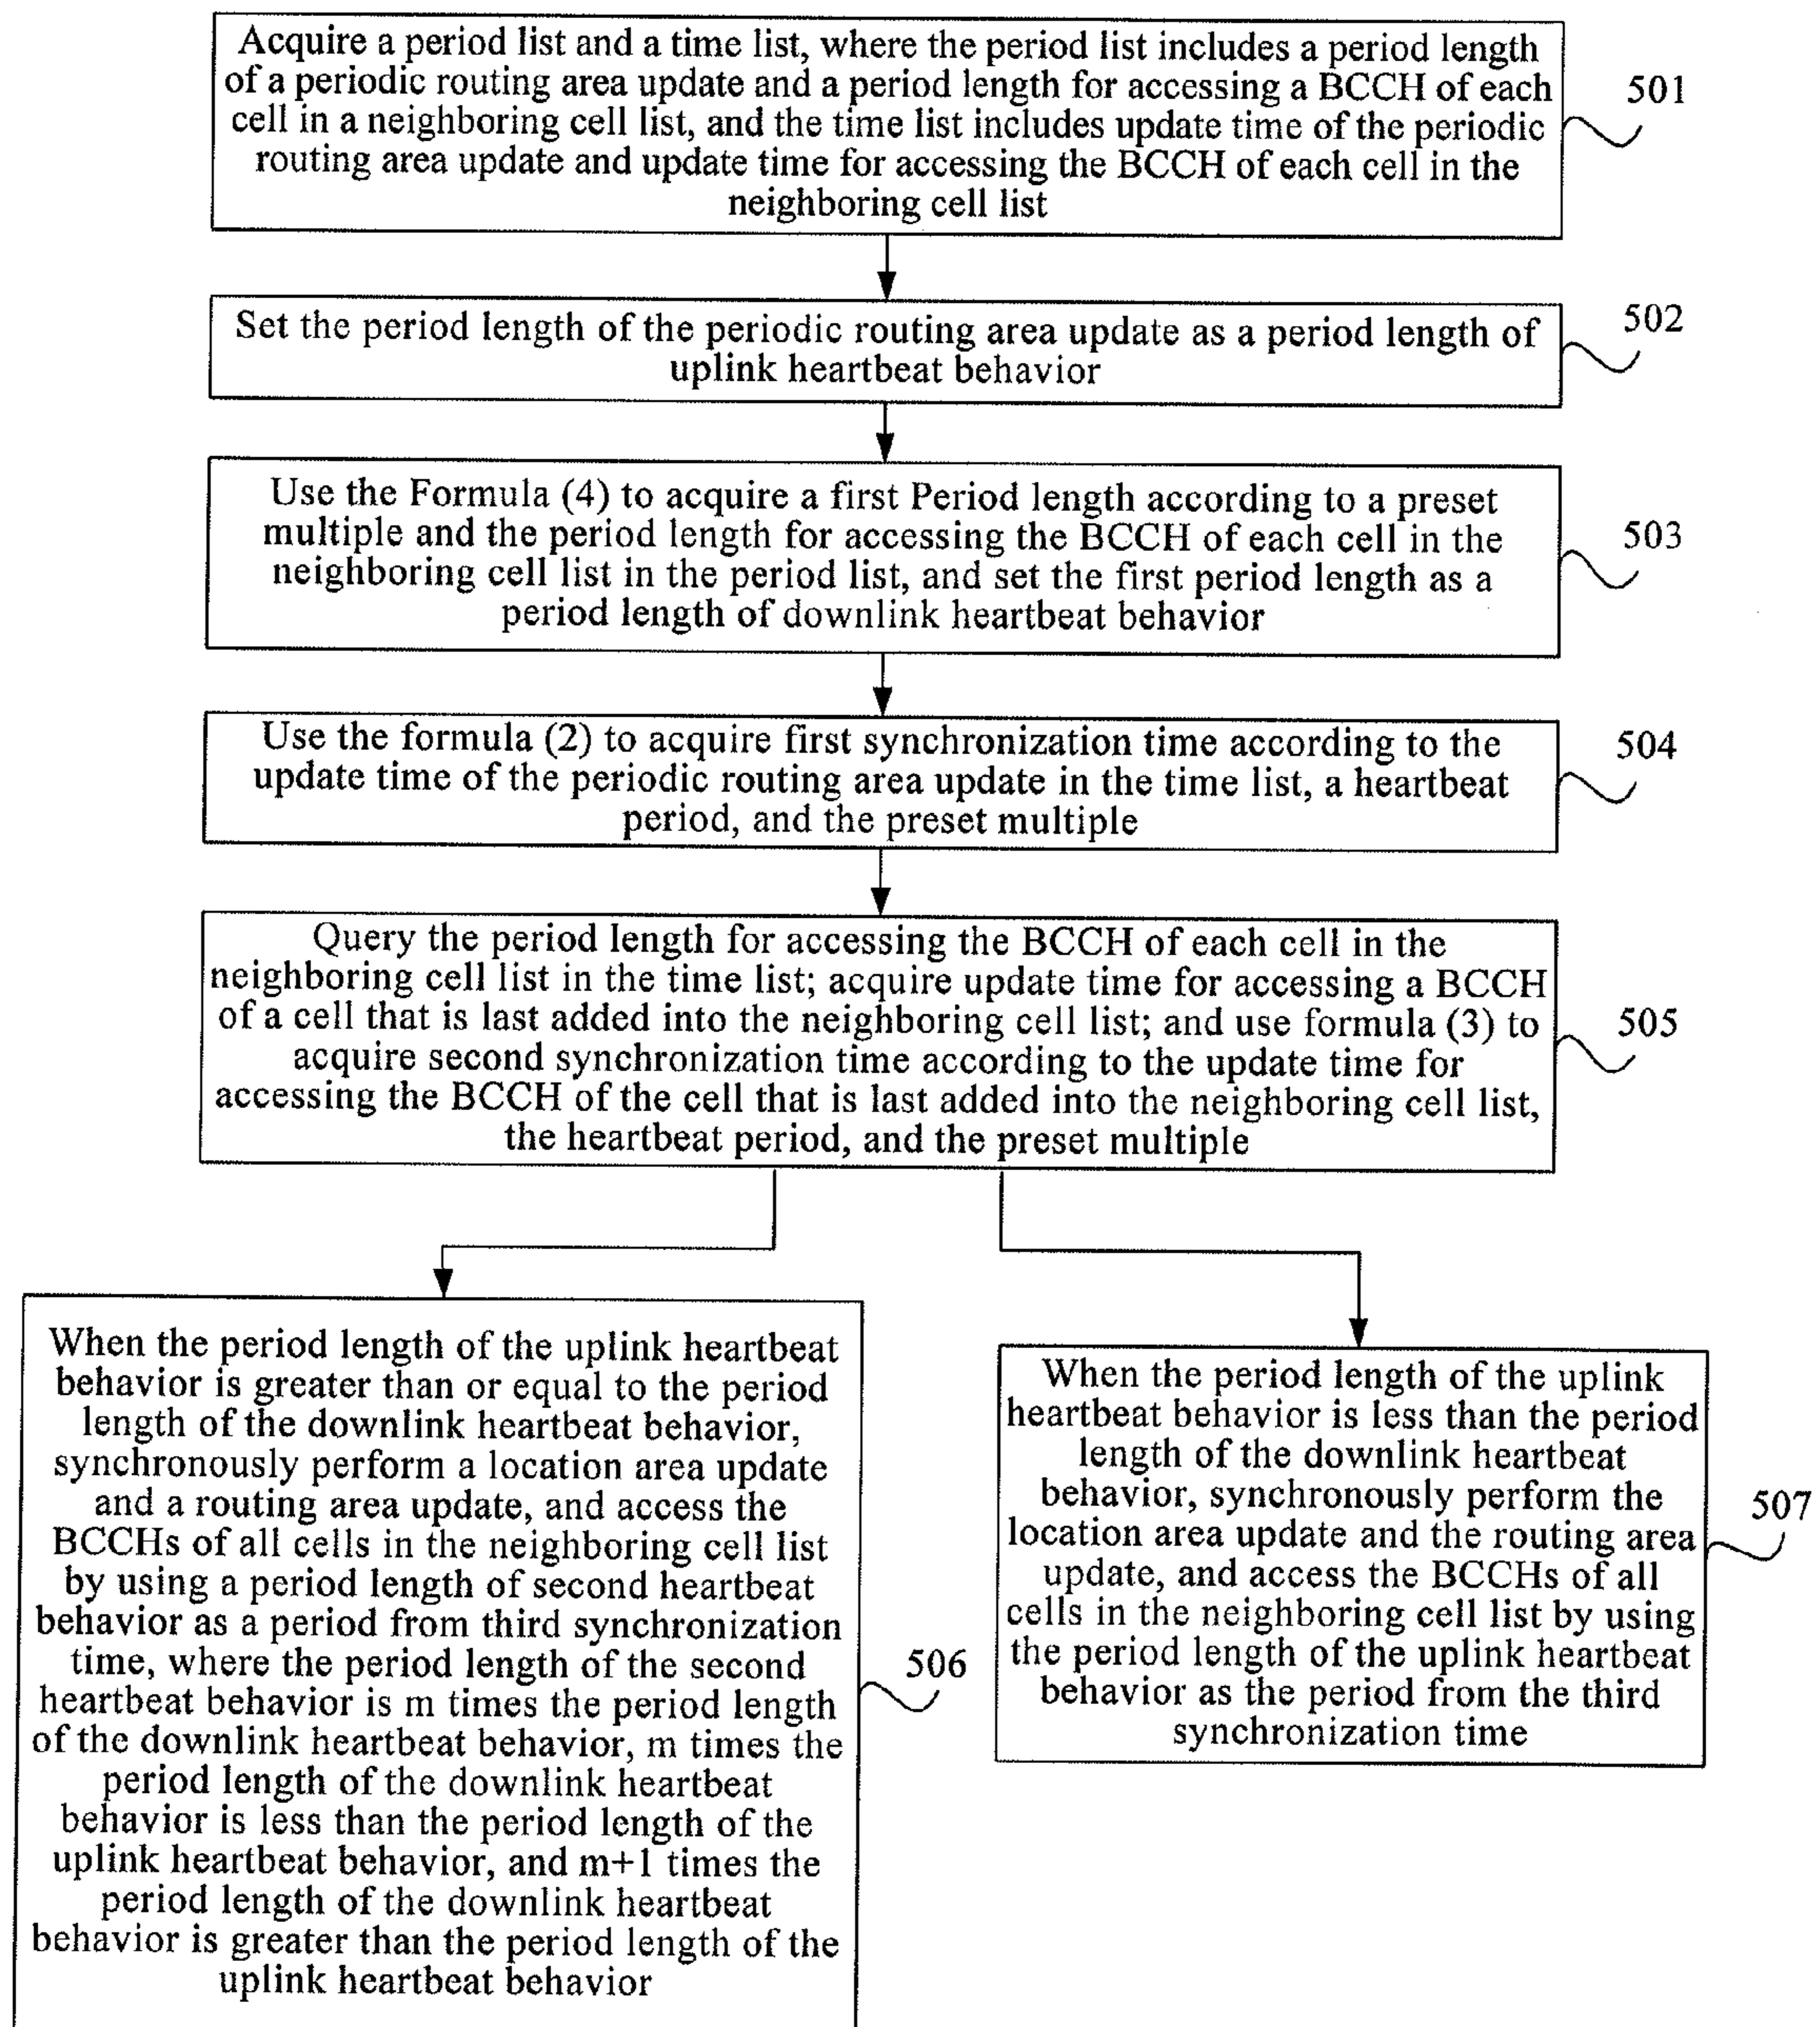 Acquire a period list and a time list, where the period list includes a period length
of a periodic routing area update and a period length for accessing a BCCH of each
cell in a neighboring cell list, and the time list includes update time of the periodic
routing area update and update time for accessing the BCCH of each cell in the
neighboring cell list
501
Set the period length of the periodic routing area update as a period length of
uplink heartbeat behavior
502
Use the Formula (4) to acquire a first Period length according to a preset
multiple and the period length for accessing the BCCH of each cell in the
neighboring cell list in the period list, and set the first period length as a
period length of downlink heartbeat behavior
503
Use the formula (2) to acquire first synchronization time according to the
update time of the periodic routing area update in the time list, a heartbeat
period, and the preset multiple
504
Query the period length for accessing the BCCH of each cell in the
neighboring cell list in the time list; acquire update time for accessing a BCCH
of a cell that is last added into the neighboring cell list; and use formula (3) to
acquire second synchronization time according to the update time for
accessing the BCCH of the cell that is last added into the neighboring cell list,
the heartbeat period, and the preset multiple
505
When the period length of the uplink heartbeat
behavior is greater than or equal to the period
length of the downlink heartbeat behavior,
synchronously perform a location area update
and a routing area update, and access the
BCCHs of all cells in the neighboring cell list
by using a period length of second heartbeat
behavior as a period from third synchronization
time, where the period length of the second
heartbeat behavior is m times the period length
of the downlink heartbeat behavior, m times the
period length of the downlink heartbeat
behavior is less than the period length of the
uplink heartbeat behavior, and m+1 times the
period length of the downlink heartbeat
behavior is greater than the period length of the
uplink heartbeat behavior
506
When the period length of the uplink
heartbeat behavior is less than the period
length of the downlink heartbeat
behavior, synchronously perform the
location area update and the routing area
update, and access the BCCHs of all
cells in the neighboring cell list by using
the period length of the uplink heartbeat
behavior as the period from the third
synchronization time
507